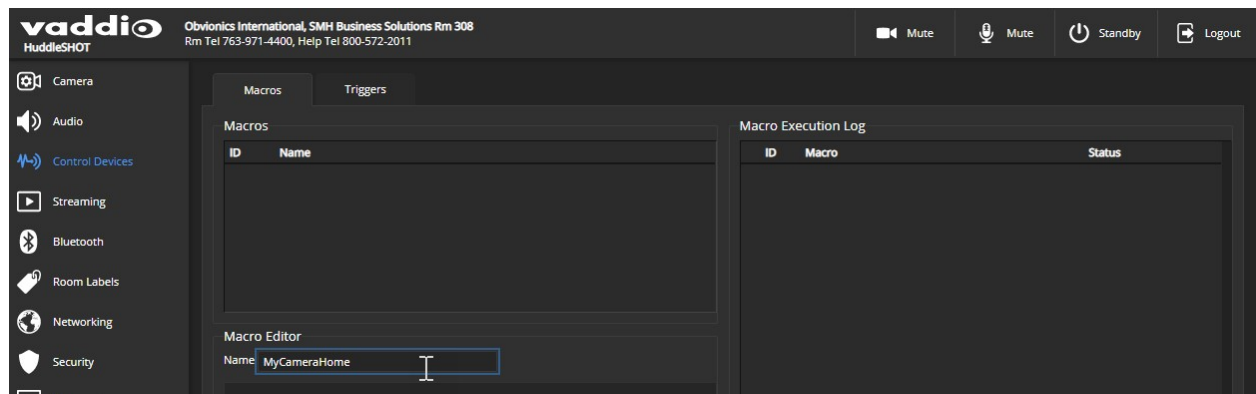 vaddio
HuddleSHOT
Obvionics International, SMH Business Solutions Rm 308
Rm Tel 763-971-4400, Help Tel 800-572-2011
Mute
Mute
Standby
Logout
Camera
Audio
Control Devices
Streaming
Bluetooth
Room Labels
Networking
Security
Macros
Triggers
Macros
ID Name
Macro Editor
Name MyCameraHome
Macro Execution Log
ID Macro Status